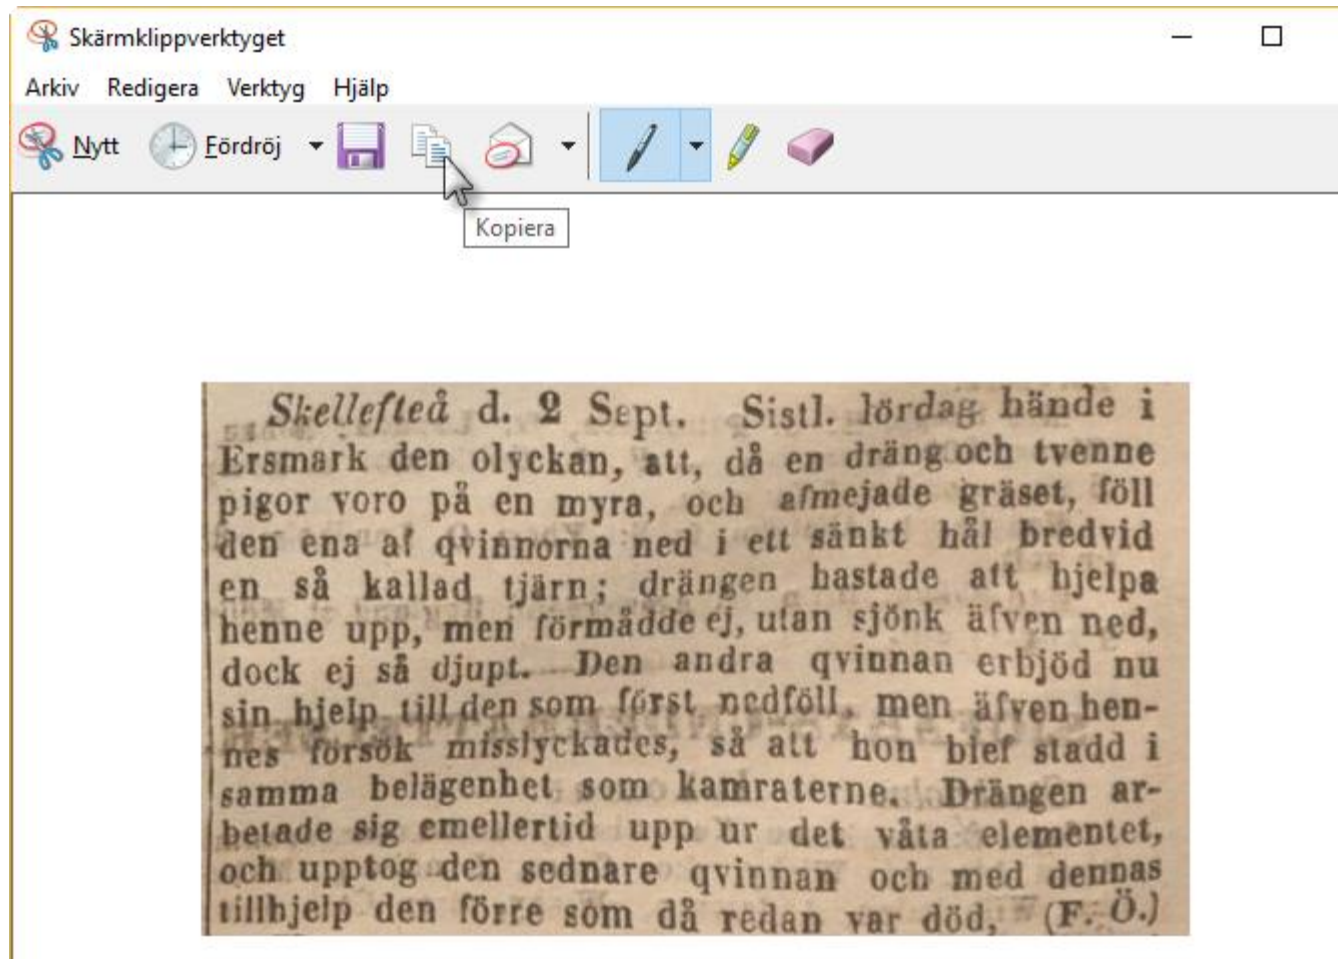 Skärmklippverktyget
Arkiv Redigera Verktyg Hjälp
Nytt Fördröj
Kopiera
Skellefteå d. 2 Sept. Sistl. lördag hände i
Ersmark den olyckan, att, då en dräng och tvenne
pigor voro på en myra, och afmejade gräset, föll
den ena af qvinnorna ned i ett sänkt hål bredvid
en så kallad tjärn; drängen hastade att hjelpa
henne upp, men förmådde ej, utan sjönk äfven ned,
dock ej så djupt. Den andra qvinnan erbjöd nu
sin hjelp till den som först nedföll, men äfven hen-
nes försök misslyckades, så att hon blef stadd i
samma belägenhet som kamraterne. Drängen ar-
betade sig emellertid upp ur det våta elementet,
och upptog den sednare qvinnan och med dennas
tillhjelp den förre som då redan var död, (F. Ö.)